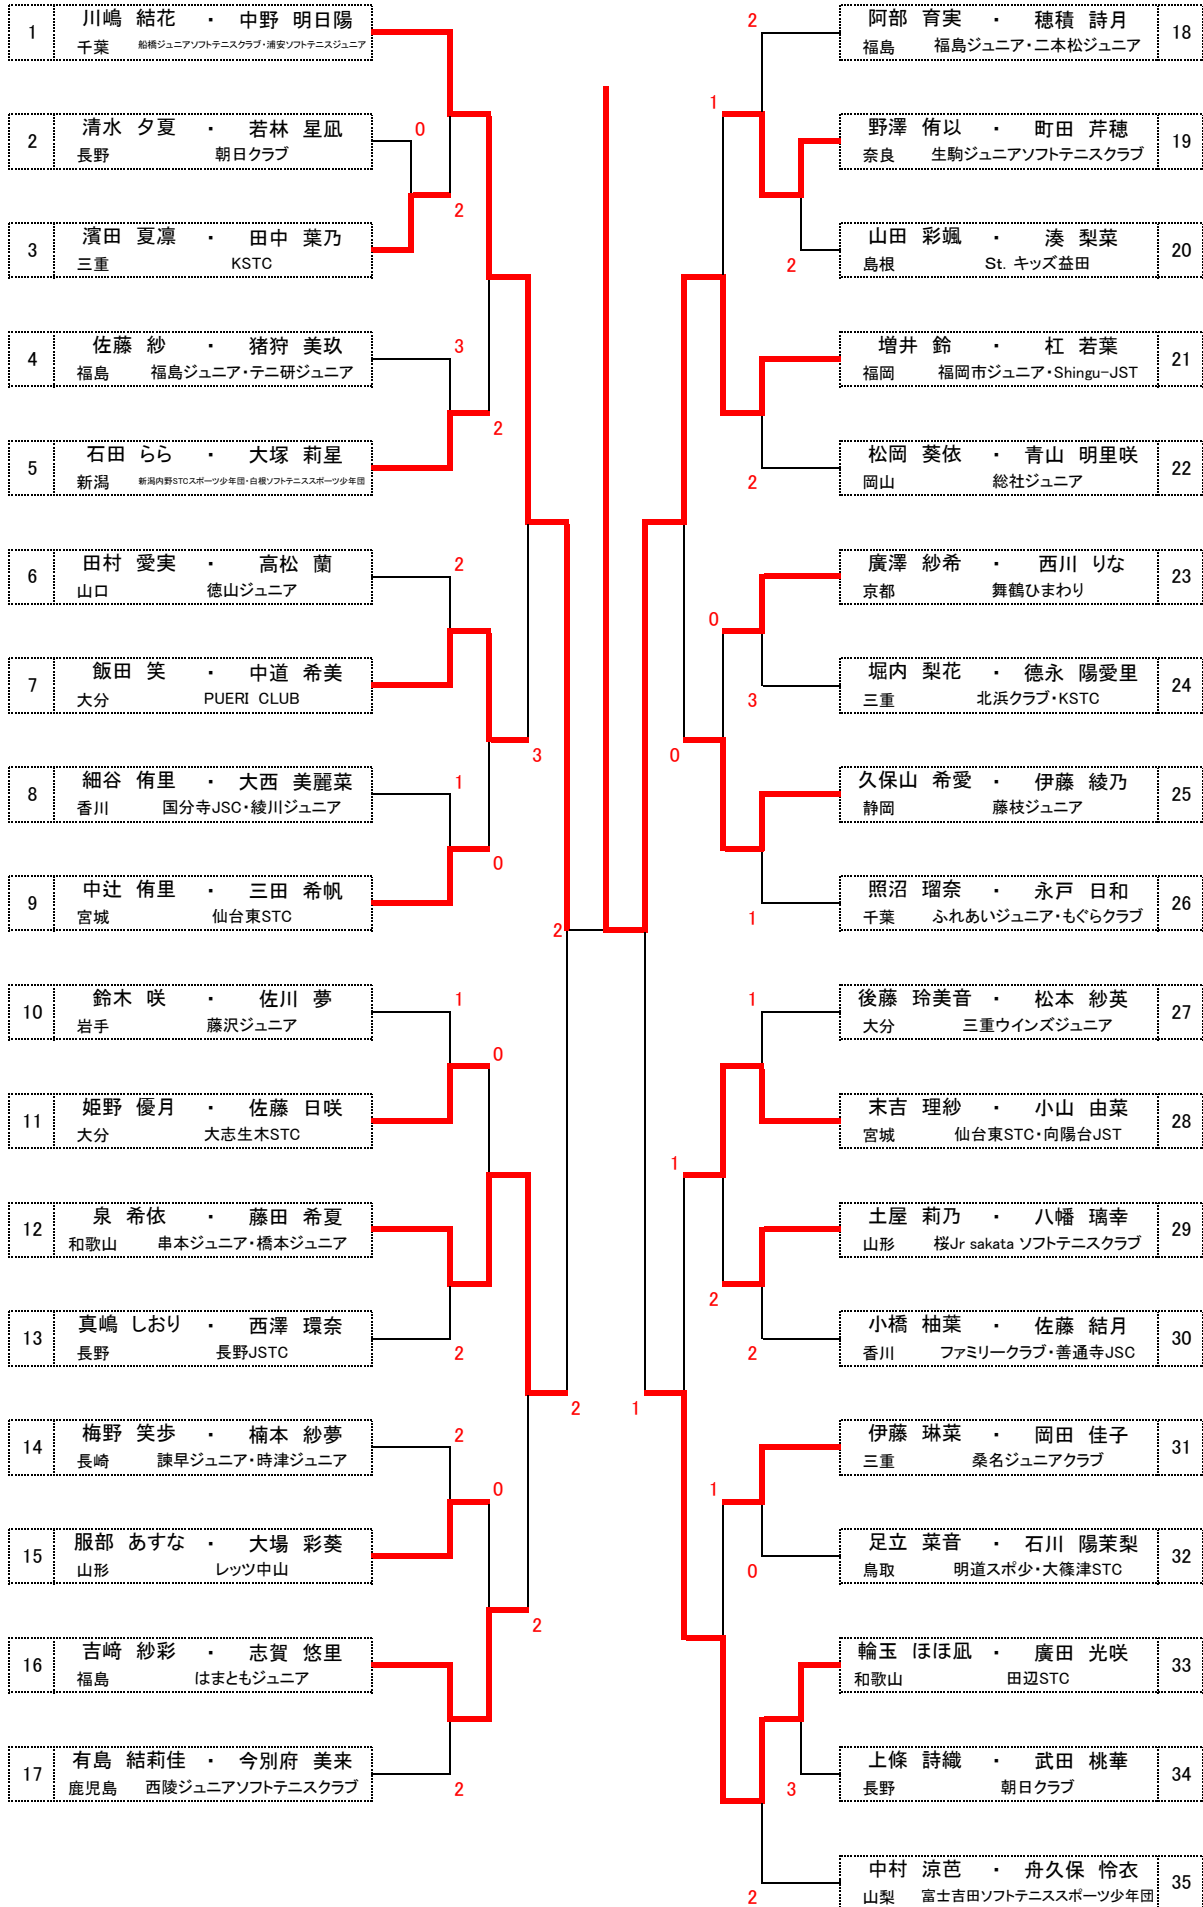 1 川嶋 結花 ・ 中野 明日陽
千葉 船橋ジュニアソフトテニスクラブ・浦安ソフトテニスジュニア
2 清水 夕夏 ・ 若林 星凪
長野 朝日クラブ
0
3 濱田 夏凛 ・ 田中 葉乃
三重 KSTC
2
4 佐藤 紗 ・ 猪狩 美玖
福島 福島ジュニア・テニ研ジュニア
3
5 石田 らら ・ 大塚 莉星
新潟 新潟内野STCスポーツ少年団・白根ソフトテニススポーツ少年団
2
6 田村 愛実 ・ 高松 蘭
山口 徳山ジュニア
2
7 飯田 笑 ・ 中道 希美
大分 PUERI CLUB
3
8 細谷 侑里 ・ 大西 美麗菜
香川 国分寺JSC・綾川ジュニア
1
0
9 中辻 侑里 ・ 三田 希帆
宮城 仙台東STC
2
10 鈴木 咲 ・ 佐川 夢
岩手 藤沢ジュニア
1
0
11 姫野 優月 ・ 佐藤 日咲
大分 大志生木STC
12 泉 希依 ・ 藤田 希夏
和歌山 串本ジュニア・橋本ジュニア
13 真嶋 しおり ・ 西澤 環奈
長野 長野JSTC
2
2
14 梅野 笑歩 ・ 楠本 紗夢
長崎 諫早ジュニア・時津ジュニア
2
0
15 服部 あすな ・ 大場 彩葵
山形 レッツ中山
2
16 吉﨑 紗彩 ・ 志賀 悠里
福島 はまともジュニア
17 有島 結莉佳 ・ 今別府 美来
鹿児島 西陵ジュニアソフトテニスクラブ
2
2
阿部 育実 ・ 穂積 詩月 18
福島 福島ジュニア・二本松ジュニア
1
野澤 侑以 ・ 町田 芹穂 19
奈良 生駒ジュニアソフトテニスクラブ
山田 彩颯 ・ 湊 梨菜 20
島根 St. キッズ益田
2
増井 鈴 ・ 杠 若葉 21
福岡 福岡市ジュニア・Shingu-JST
松岡 葵依 ・ 青山 明里咲 22
岡山 総社ジュニア
2
廣澤 紗希 ・ 西川 りな 23
京都 舞鶴ひまわり
0
堀内 梨花 ・ 德永 陽愛里 24
三重 北浜クラブ・KSTC
3
0
久保山 希愛 ・ 伊藤 綾乃 25
静岡 藤枝ジュニア
照沼 瑠奈 ・ 永戸 日和 26
千葉 ふれあいジュニア・もぐらクラブ
1
1
後藤 玲美音 ・ 松本 紗英 27
大分 三重ウインズジュニア
末吉 理紗 ・ 小山 由菜 28
宮城 仙台東STC・向陽台JST
1
土屋 莉乃 ・ 八幡 璃幸 29
山形 桜Jr sakata ソフトテニスクラブ
2
小橋 柚葉 ・ 佐藤 結月 30
香川 ファミリークラブ・善通寺JSC
2
1
伊藤 琳菜 ・ 岡田 佳子 31
三重 桑名ジュニアクラブ
1
足立 菜音 ・ 石川 陽茉梨 32
鳥取 明道スポ少・大篠津STC
0
輪玉 ほほ凪 ・ 廣田 光咲 33
和歌山 田辺STC
上條 詩織 ・ 武田 桃華 34
長野 朝日クラブ
3
中村 涼芭 ・ 舟久保 怜衣 35
山梨 富士吉田ソフトテニススポーツ少年団
2